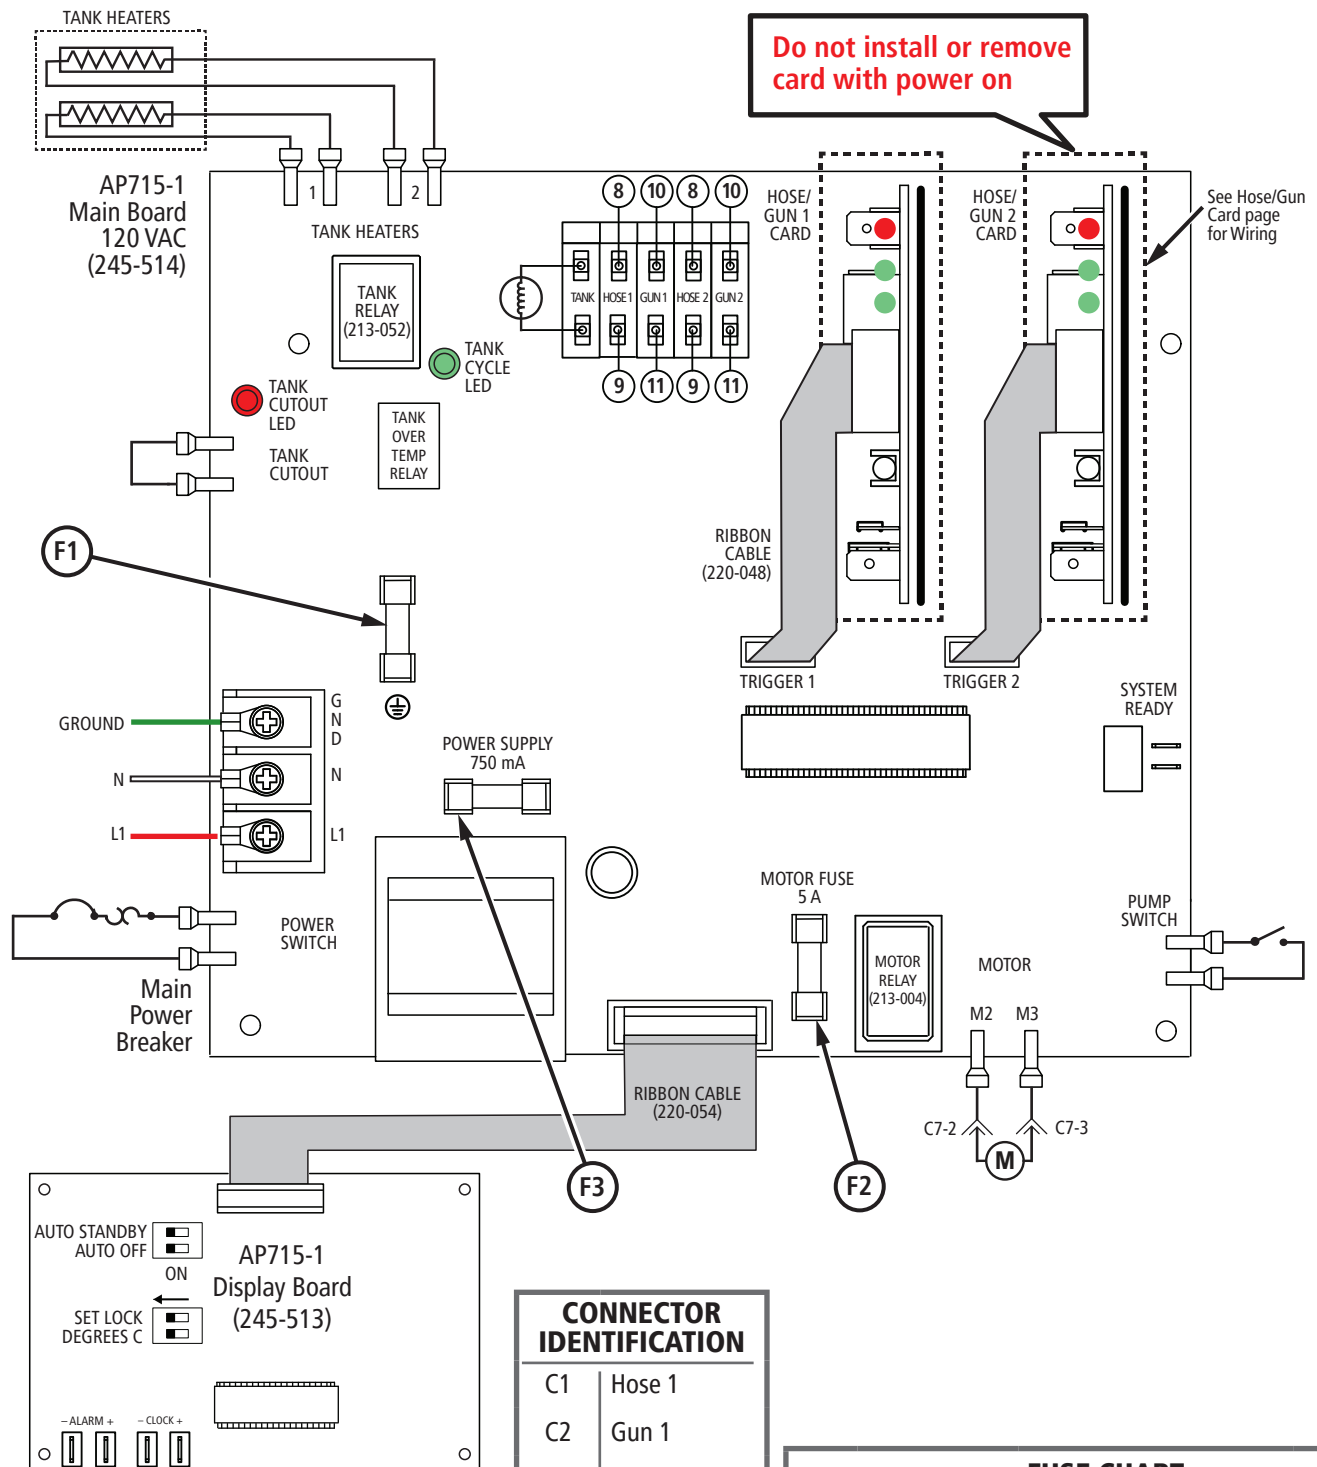 TANK HEATERS
Do not install or remove
card with power on
AP715-1
Main Board
120 VAC
(245-514)
1
2
TANK HEATERS
TANK
RELAY
(213-052)
TANK
CYCLE
LED
TANK
CUTOUT
LED
TANK
CUTOUT
TANK
OVER
TEMP
RELAY
8
10
8
10
TANK
HOSE 1
GUN 1
HOSE 2
GUN 2
9
11
9
11
HOSE/
GUN 1
CARD
HOSE/
GUN 2
CARD
See Hose/Gun
Card page
for Wiring
F1
RIBBON
CABLE
(220-048)
TRIGGER 1
TRIGGER 2
SYSTEM
READY
GROUND
G
N
D
N
N
L1
L1
POWER SUPPLY
750 mA
POWER
SWITCH
Main
Power
Breaker
MOTOR FUSE
5 A
MOTOR
RELAY
(213-004)
MOTOR
M2
M3
PUMP
SWITCH
C7-2
C7-3
M
RIBBON CABLE
(220-054)
F3
F2
AUTO STANDBY
AUTO OFF
ON
SET LOCK
DEGREES C
AP715-1
Display Board
(245-513)
– ALARM +
– CLOCK +
CONNECTOR
IDENTIFICATION
C1 Hose 1
C2 Gun 1
FUSE CHART